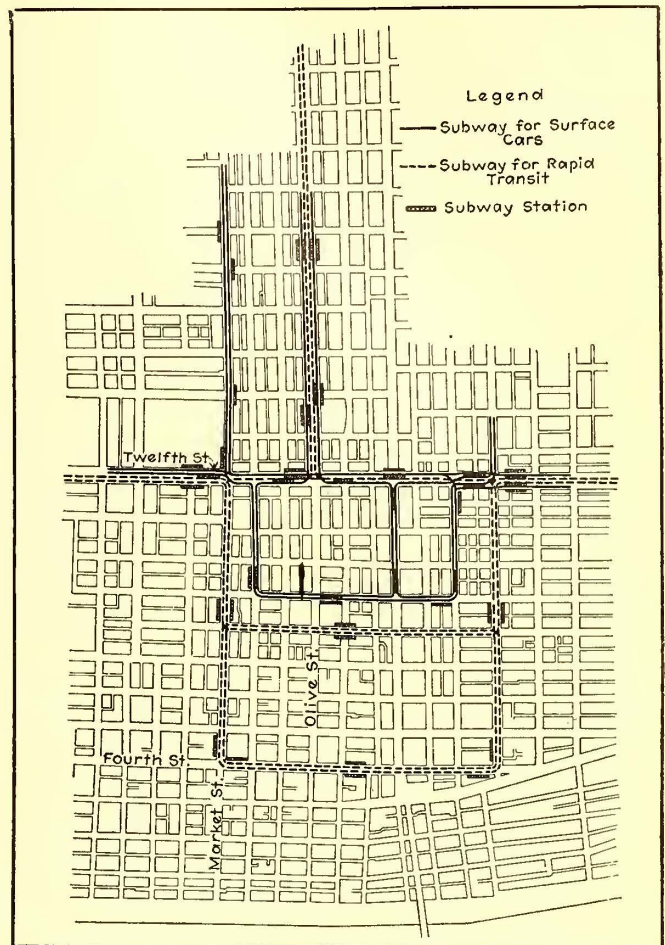 Legend
Subway for Surface
Cars
Subway for Rapid
Transit
Subway Station
Twelfth St.
Olive St.
Fourth St.
Market St.